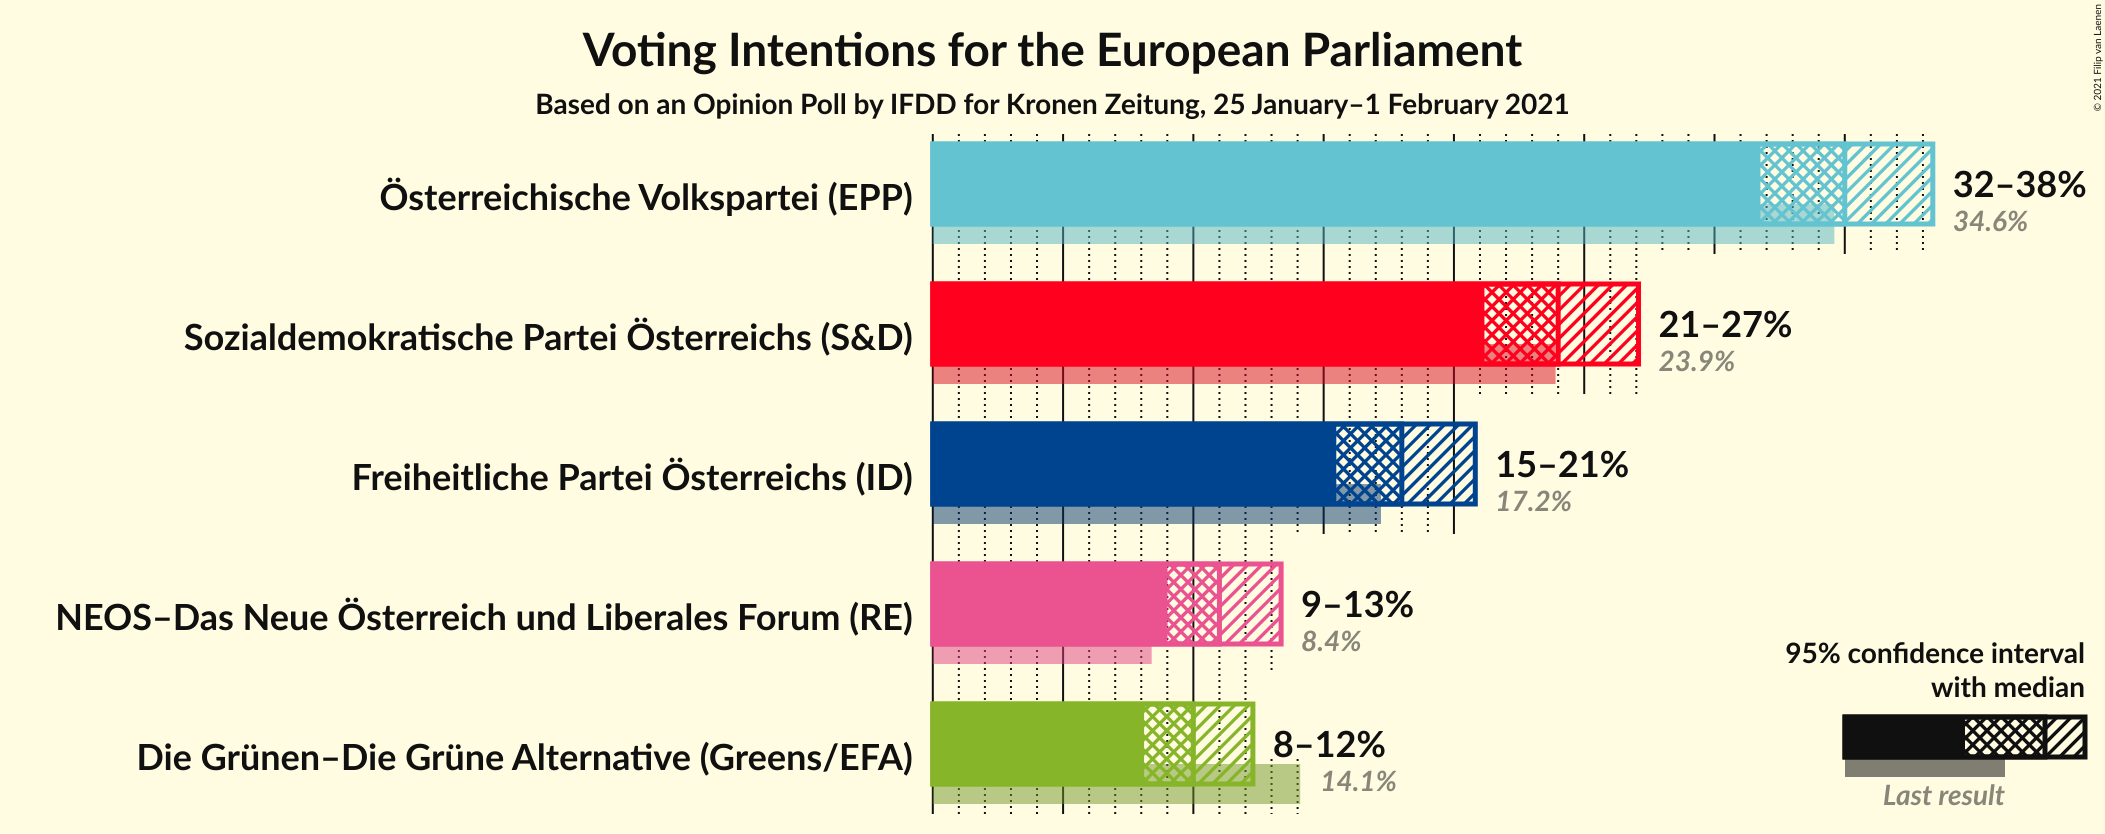 Voting Intentions for the European Parliament
Based on an Opinion Poll by IFDD for Kronen Zeitung, 25 January–1 February 2021
© 2021 Filip van Laenen
Österreichische Volkspartei (EPP)
32–38%
34.6%
Sozialdemokratische Partei Österreichs (S&D)
21–27%
23.9%
Freiheitliche Partei Österreichs (ID)
15–21%
17.2%
NEOS–Das Neue Österreich und Liberales Forum (RE)
9–13%
8.4%
Die Grünen–Die Grüne Alternative (Greens/EFA)
8–12%
14.1%
95% confidence interval
with median
Last result